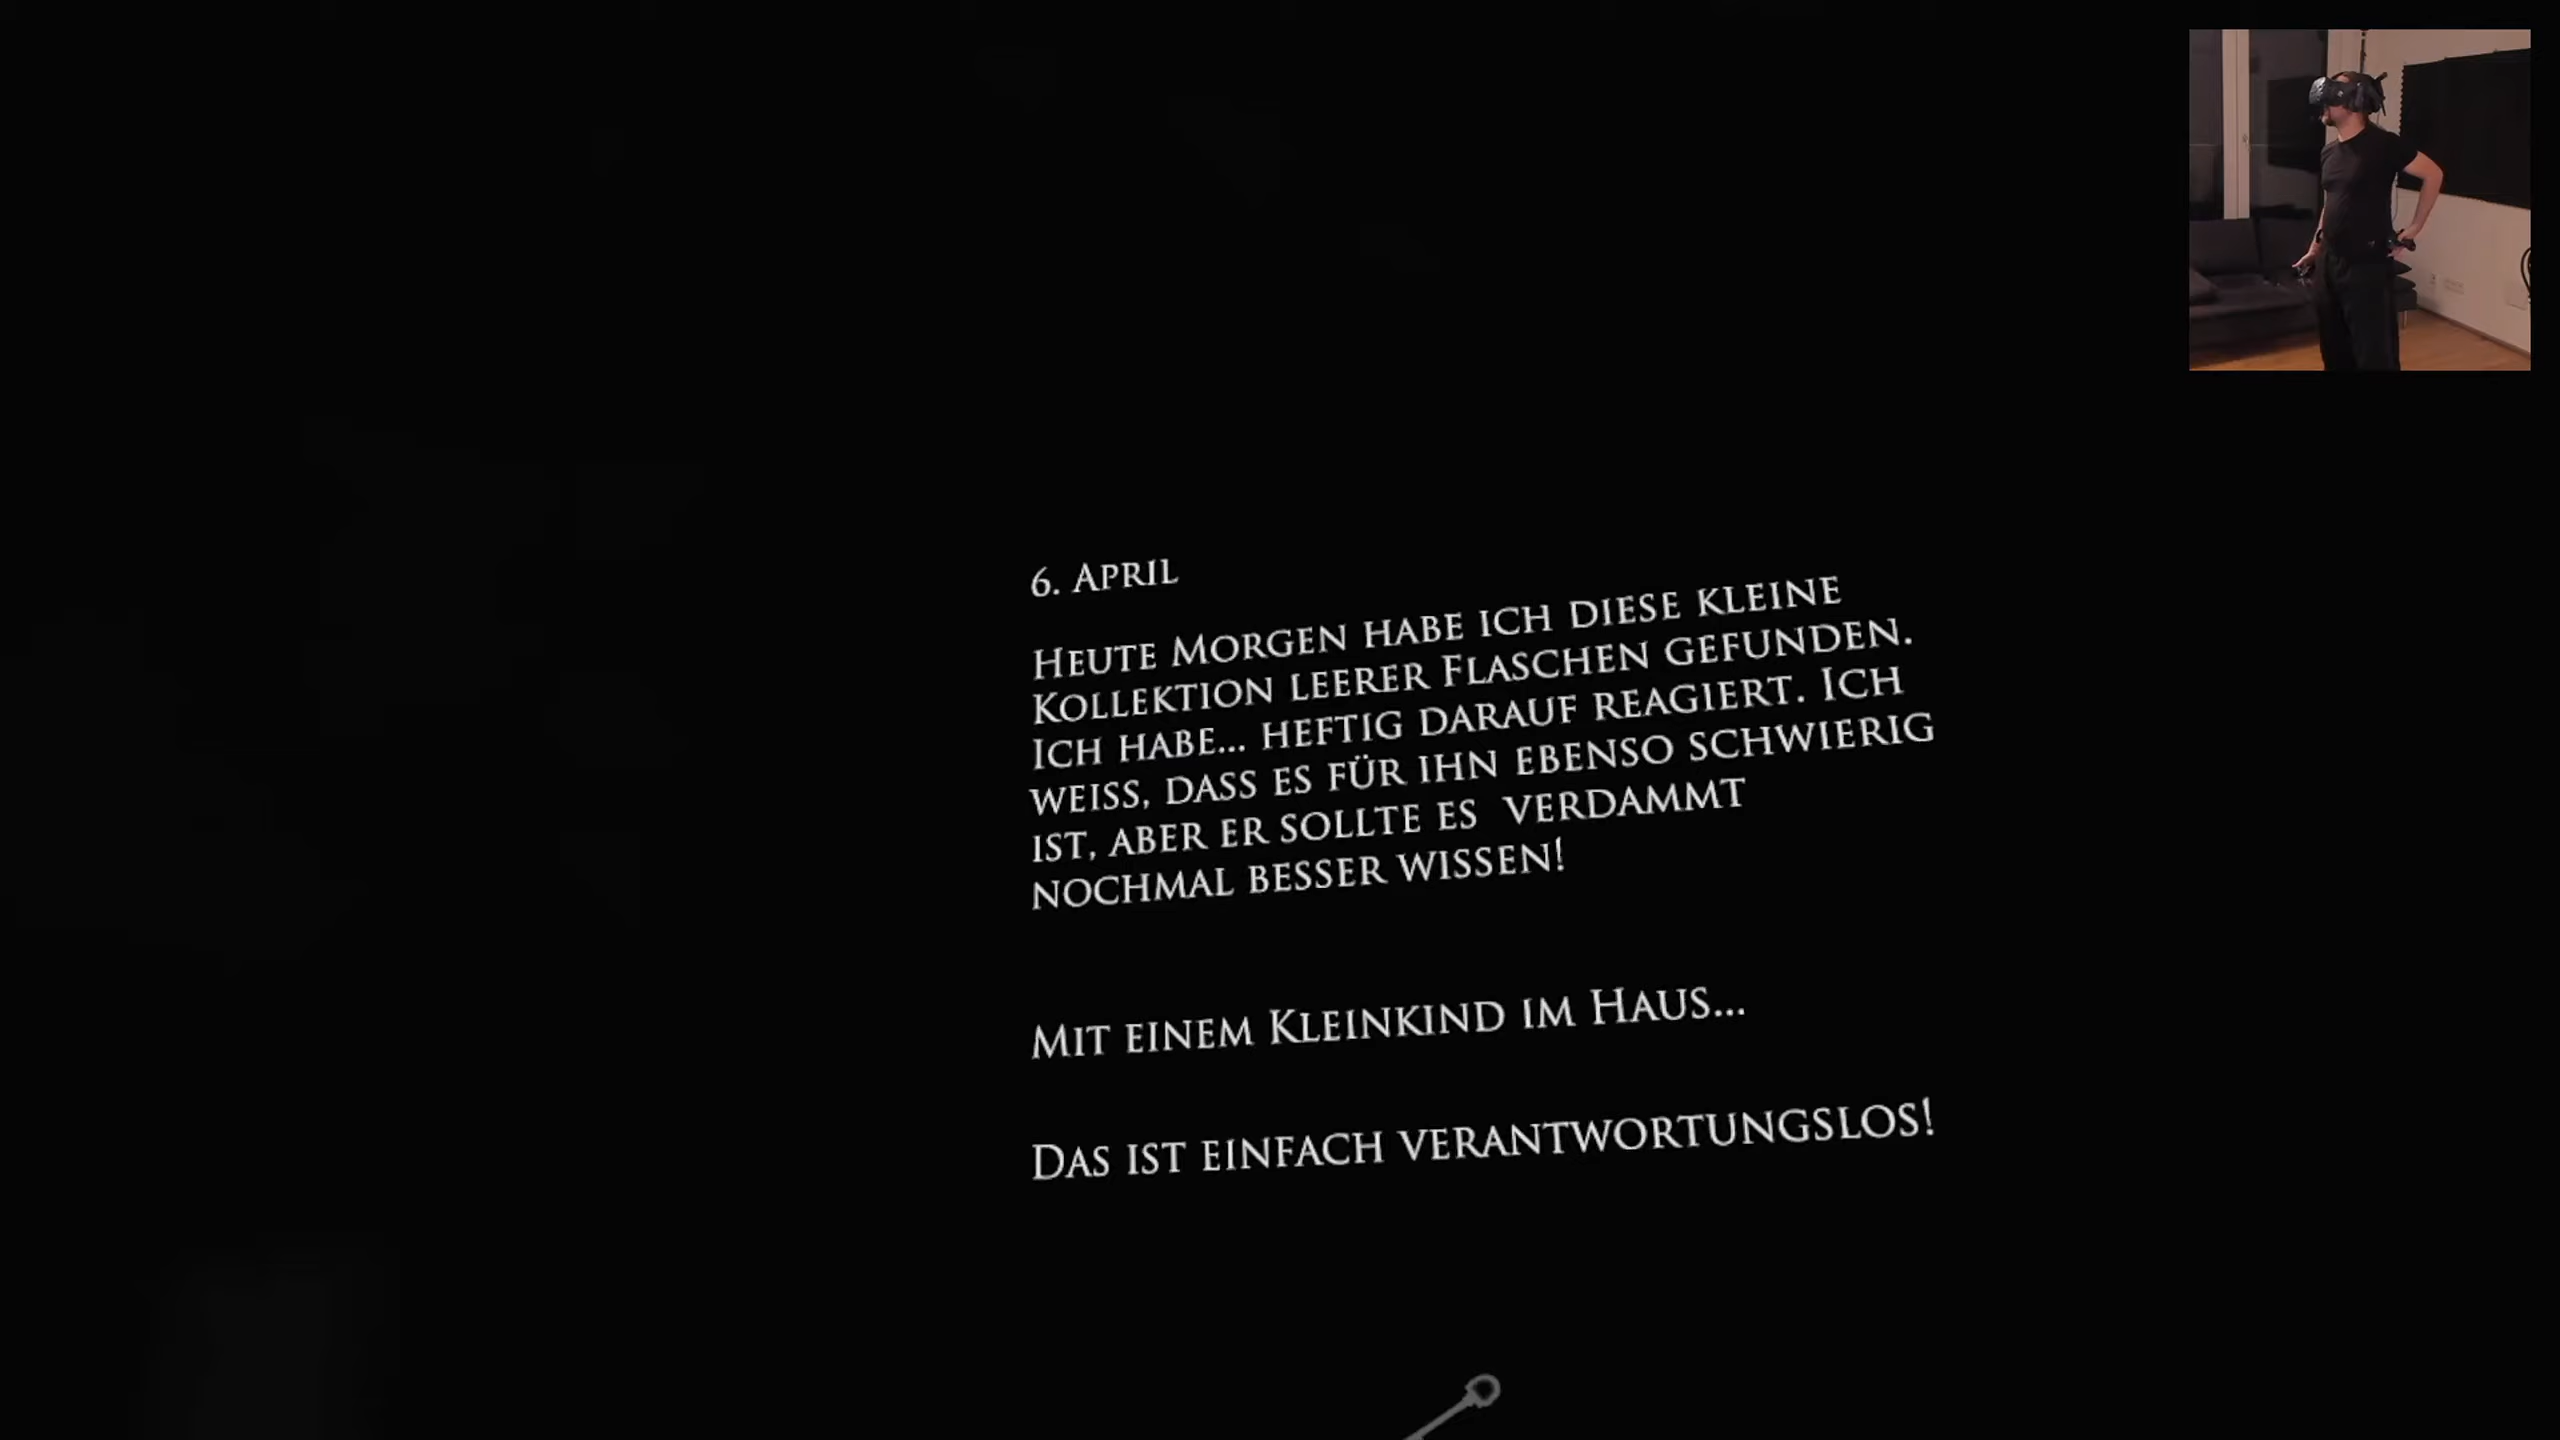 6. April
Heute Morgen habe ich diese kleine
Kollektion leerer Flaschen gefunden.
Ich habe... heftig darauf reagiert. Ich
weiss, dass es für ihn ebenso schwierig
ist, aber er sollte es  verdammt
nochmal besser wissen!
Mit einem Kleinkind im Haus...
Das ist einfach verantwortungslos!